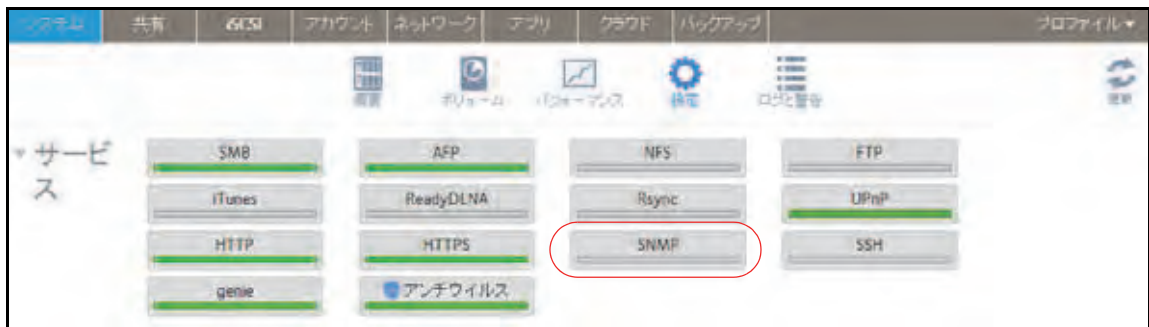 システム 共有 iSCSI アカウント ネットワーク アプリ クラウド バックアップ プロファイル
概要 ボリューム パフォーマンス 設定 ログと警告 更新
サービス
SMB AFP NFS FTP
iTunes ReadyDLNA Rsync UPnP
HTTP HTTPS SNMP SSH
genie アンチウイルス